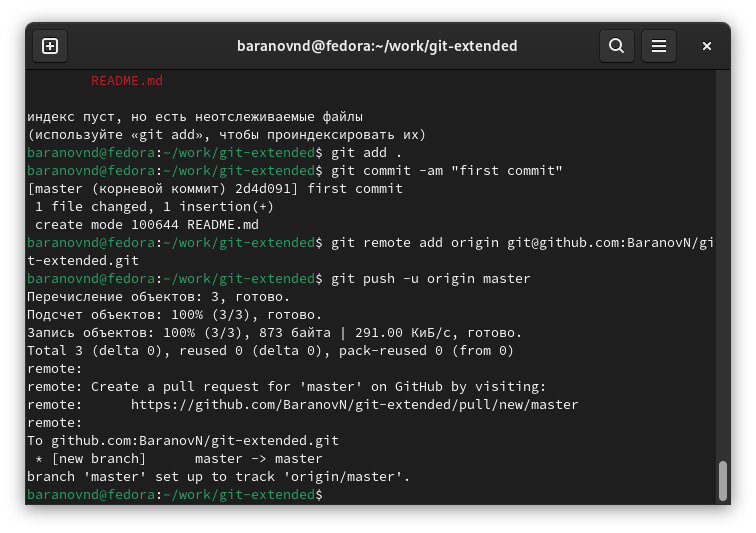 baranovnd@fedora:~/work/git-extended
README.md
индекс пуст, но есть неотслеживаемые файлы
(используйте «git add», чтобы проиндексировать их)
baranovnd@fedora:~/work/git-extended$ git add .
baranovnd@fedora:~/work/git-extended$ git commit -am "first commit"
[master (корневой коммит) 2d4d091] first commit
 1 file changed, 1 insertion(+)
 create mode 100644 README.md
baranovnd@fedora:~/work/git-extended$ git remote add origin git@github.com:BaranovN/gi
t-extended.git
baranovnd@fedora:~/work/git-extended$ git push -u origin master
Перечисление объектов: 3, готово.
Подсчет объектов: 100% (3/3), готово.
Запись объектов: 100% (3/3), 873 байта | 291.00 КиБ/с, готово.
Total 3 (delta 0), reused 0 (delta 0), pack-reused 0 (from 0)
remote:
remote: Create a pull request for 'master' on GitHub by visiting:
remote:      https://github.com/BaranovN/git-extended/pull/new/master
remote:
To github.com:BaranovN/git-extended.git
 * [new branch]      master -> master
branch 'master' set up to track 'origin/master'.
baranovnd@fedora:~/work/git-extended$